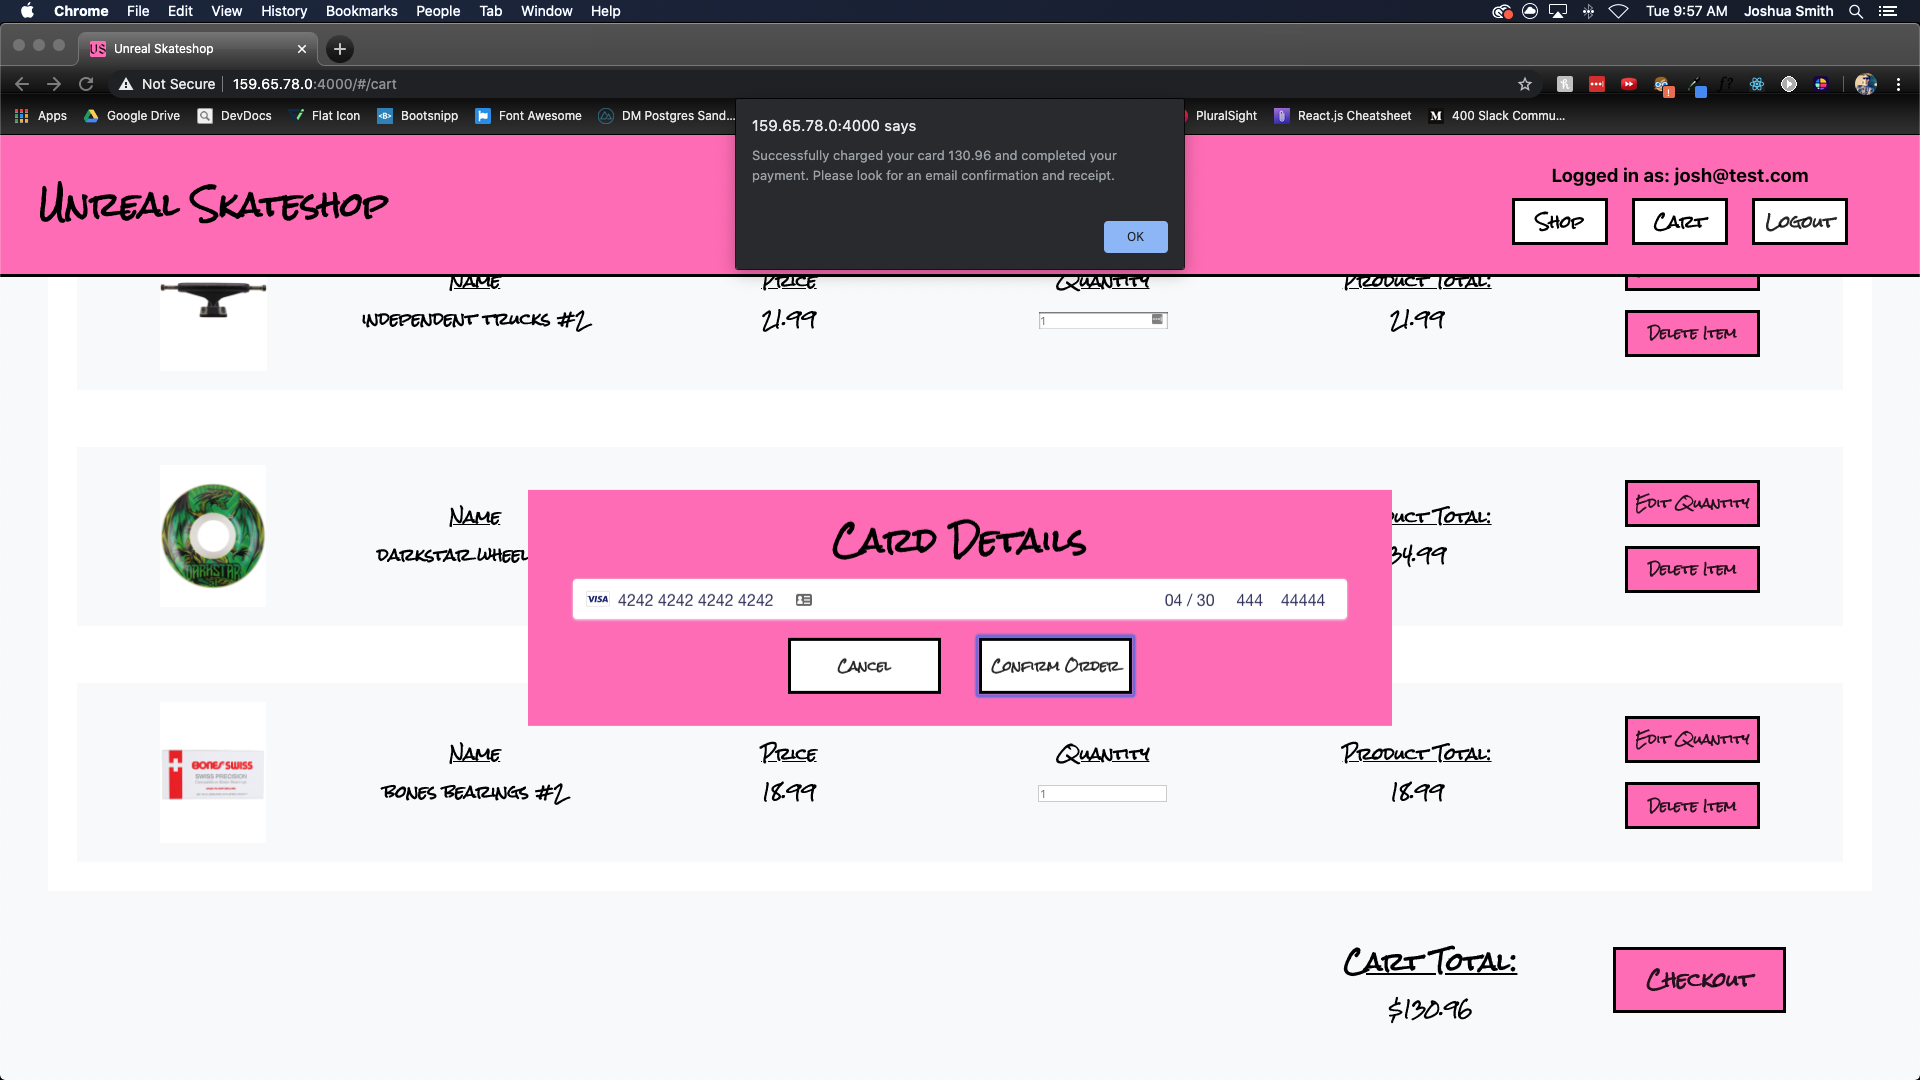 Chrome File Edit View History Bookmarks People Tab Window Help
Tue 9:57 AM Joshua Smith
US Unreal Skateshop
Not Secure 159.65.78.0:4000/#/cart
Apps Google Drive DevDocs Flat Icon Bootsnipp Font Awesome DM Postgres Sand... PluralSight React.js Cheatsheet M 400 Slack Commu...
159.65.78.0:4000 says
Successfully charged your card 130.96 and completed your
payment. Please look for an email confirmation and receipt.
OK
Unreal Skateshop
Logged in as: josh@test.com
Shop Cart Logout
Name Price Quantity Product Total:
independent trucks #2 21.99 1 21.99
Delete Item
Name
darkstar wheel
DARKSTAR
Product Total:
34.99
Edit Quantity
Delete Item
Card Details
VISA 4242 4242 4242 4242 04 / 30 444 44444
Cancel Confirm Order
BONES SWISS
SWISS PRECISION
Name Price Quantity Product Total:
bones bearings #2 18.99 1 18.99
Edit Quantity
Delete Item
Cart Total:
$130.96
Checkout